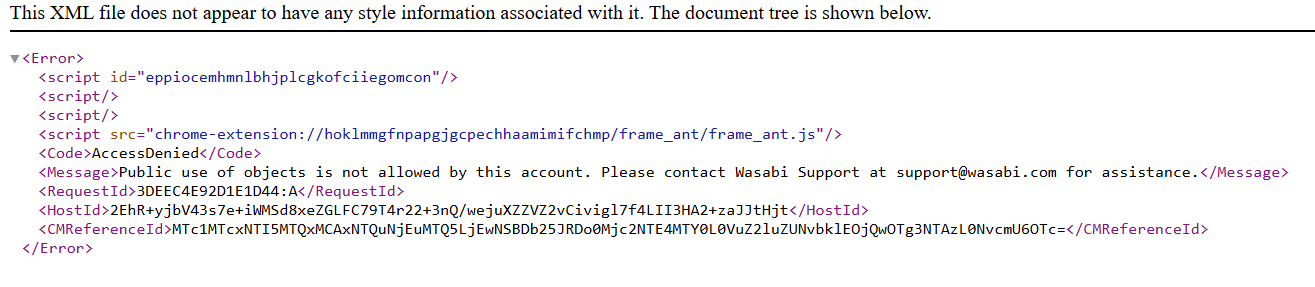 This XML file does not appear to have any style information associated with it. The document tree is shown below.
▼<Error>
<script id="eppiocemhmnlbhjplcgkofciiegomcon"/>
<script/>
<script/>
<script src="chrome-extension://hoklmmgfnpapgjgcpechhaamimifchmp/frame_ant/frame_ant.js"/>
<Code>AccessDenied</Code>
<Message>Public use of objects is not allowed by this account. Please contact Wasabi Support at support@wasabi.com for assistance.</Message>
<RequestId>3DEEC4E92D1E1D44:A</RequestId>
<HostId>2EhR+yjbV43s7e+iWMSd8xeZGLFC79T4r22+3nQ/wejuXZZVZ2vCivigl7f4LII3HA2+zaJJtHjt</HostId>
<CMReferenceId>MTc1MTcxNTI5MTQxMCAxNTQuNjEuMTQ5LjEwNSBDb25JRDo0Mjc2NTE4MTY0L0VuZ2luZUNvbklEOjQwOTg3NTAzL0NvcmU6OTc=</CMReferenceId>
</Error>